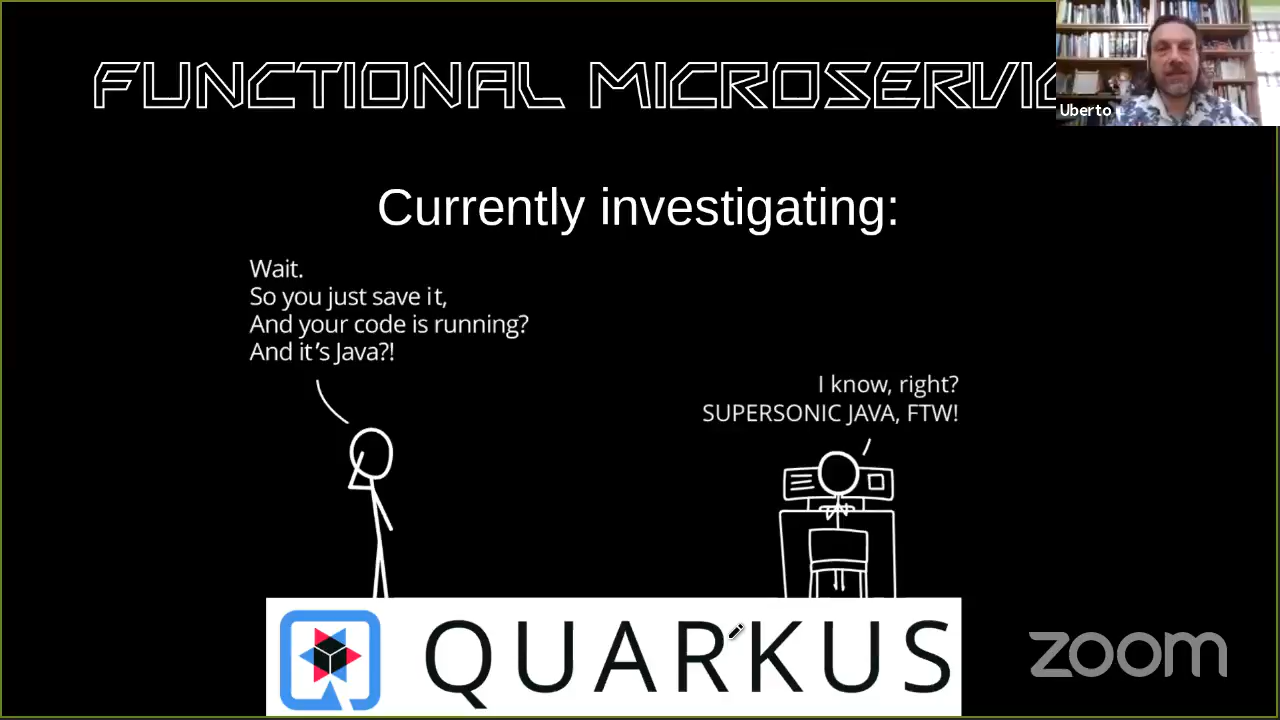 FUNCTIONAL MICROSERVIC
Uberto
Currently investigating:
Wait.
So you just save it,
And your code is running?
And it's Java?!
I know, right?
SUPERSONIC JAVA, FTW!
QUARKUS
zoom